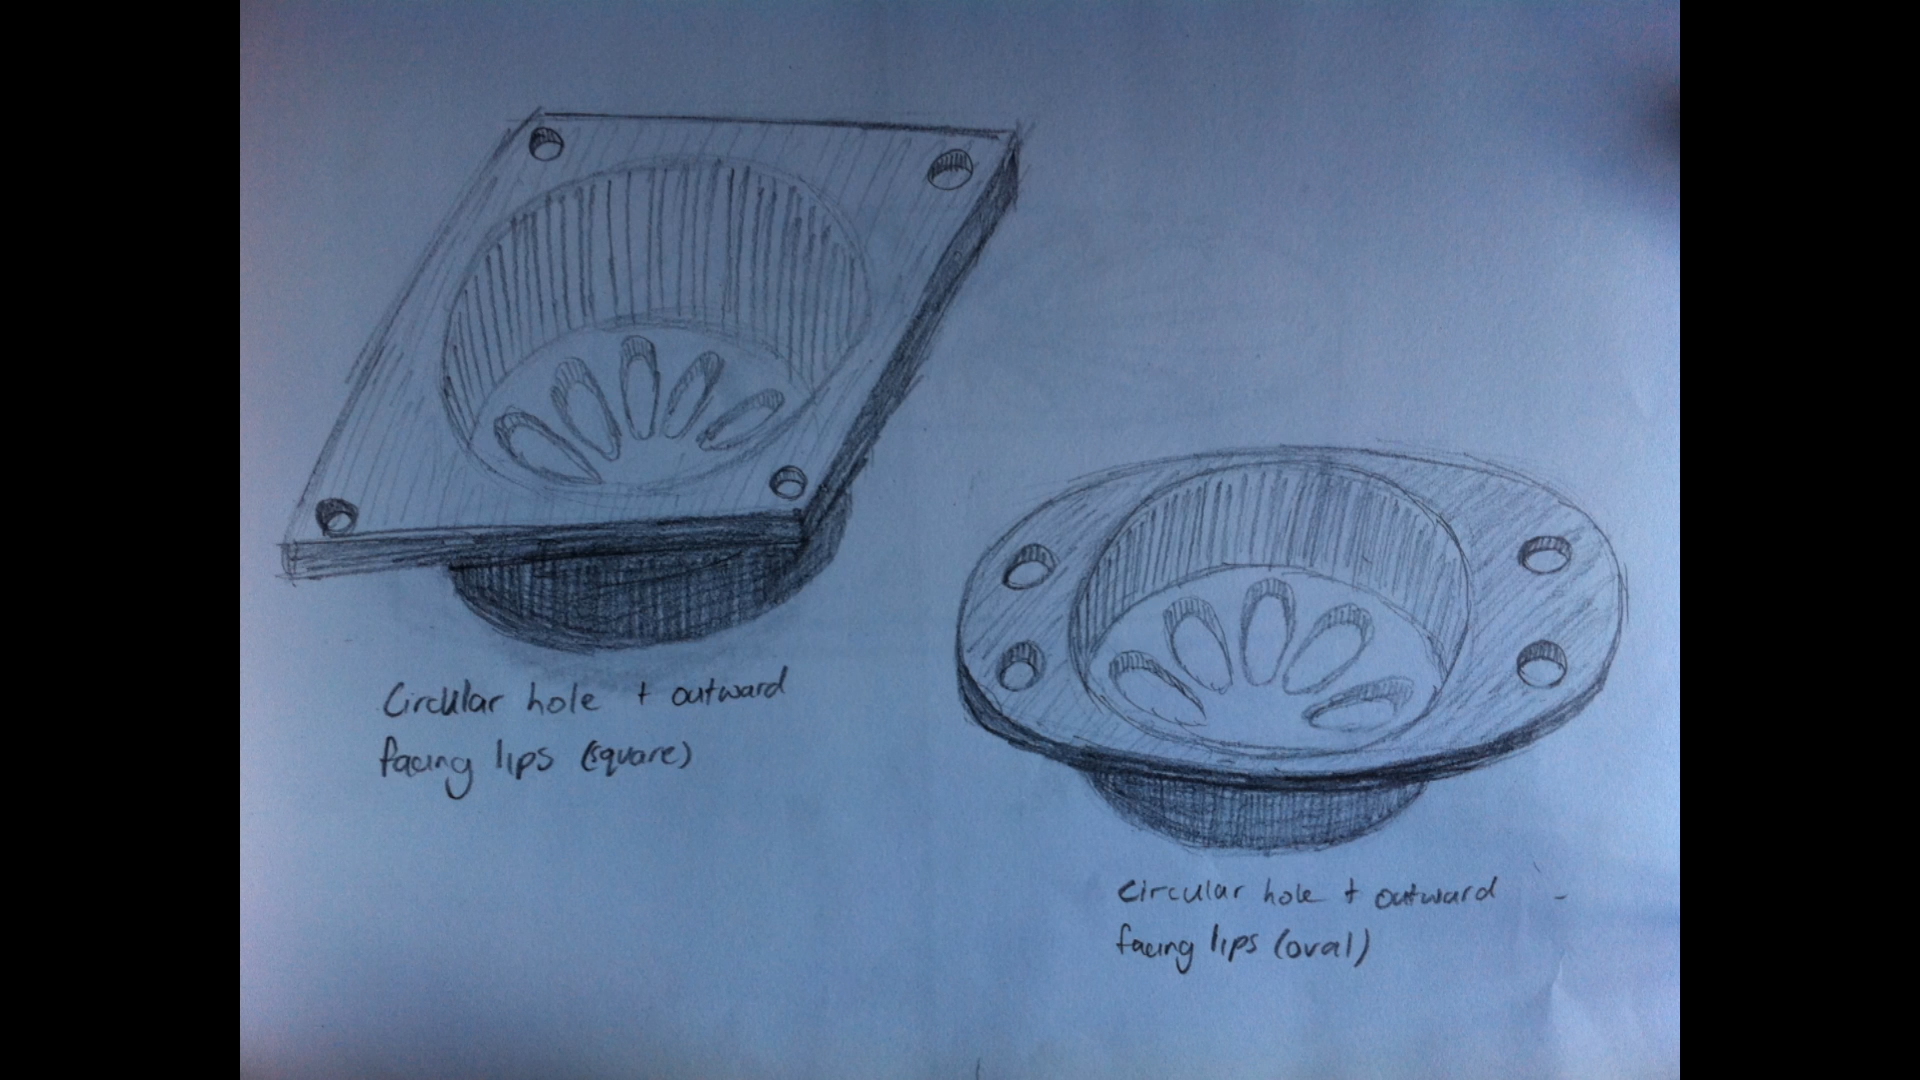 Circular hole + outward
facing lips (square)
circular hole + outward
facing lips (oval)